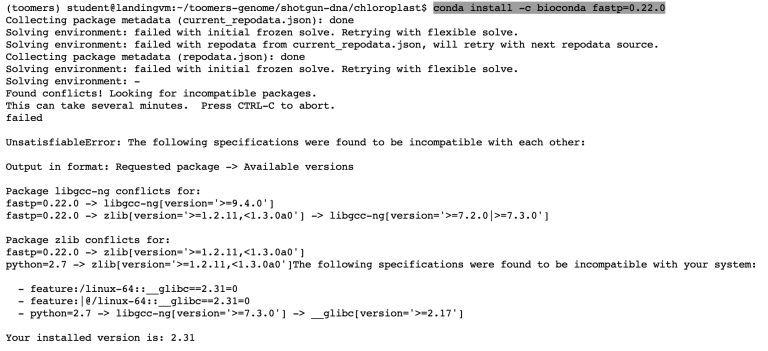 (toomers) student@landingvm:~/toomers-genome/shotgun-dna/chloroplast$ conda install -c bioconda fastp=0.22.0
Collecting package metadata (current_repodata.json): done
Solving environment: failed with initial frozen solve. Retrying with flexible solve.
Solving environment: failed with repodata from current_repodata.json, will retry with next repodata source.
Collecting package metadata (repodata.json): done
Solving environment: failed with initial frozen solve. Retrying with flexible solve.
Solving environment: -
Found conflicts! Looking for incompatible packages.
This can take several minutes.  Press CTRL-C to abort.
failed

UnsatisfiableError: The following specifications were found to be incompatible with each other:

Output in format: Requested package -> Available versions

Package libgcc-ng conflicts for:
fastp=0.22.0 -> libgcc-ng[version='>=9.4.0']
fastp=0.22.0 -> zlib[version='>=1.2.11,<1.3.0a0'] -> libgcc-ng[version='>=7.2.0|>=7.3.0']

Package zlib conflicts for:
fastp=0.22.0 -> zlib[version='>=1.2.11,<1.3.0a0']
python=2.7 -> zlib[version='>=1.2.11,<1.3.0a0']The following specifications were found to be incompatible with your system:

  - feature:/linux-64::__glibc==2.31=0
  - feature:|@/linux-64::__glibc==2.31=0
  - python=2.7 -> libgcc-ng[version='>=7.3.0'] -> __glibc[version='>=2.17']

Your installed version is: 2.31